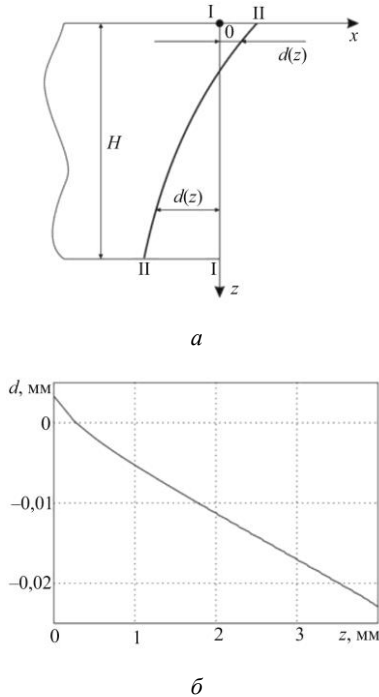 I II
0 x
d(z)
H
d(z)
II I
z
а
d, мм
0
–0,01
–0,02
0 1 2 3 z, мм
б